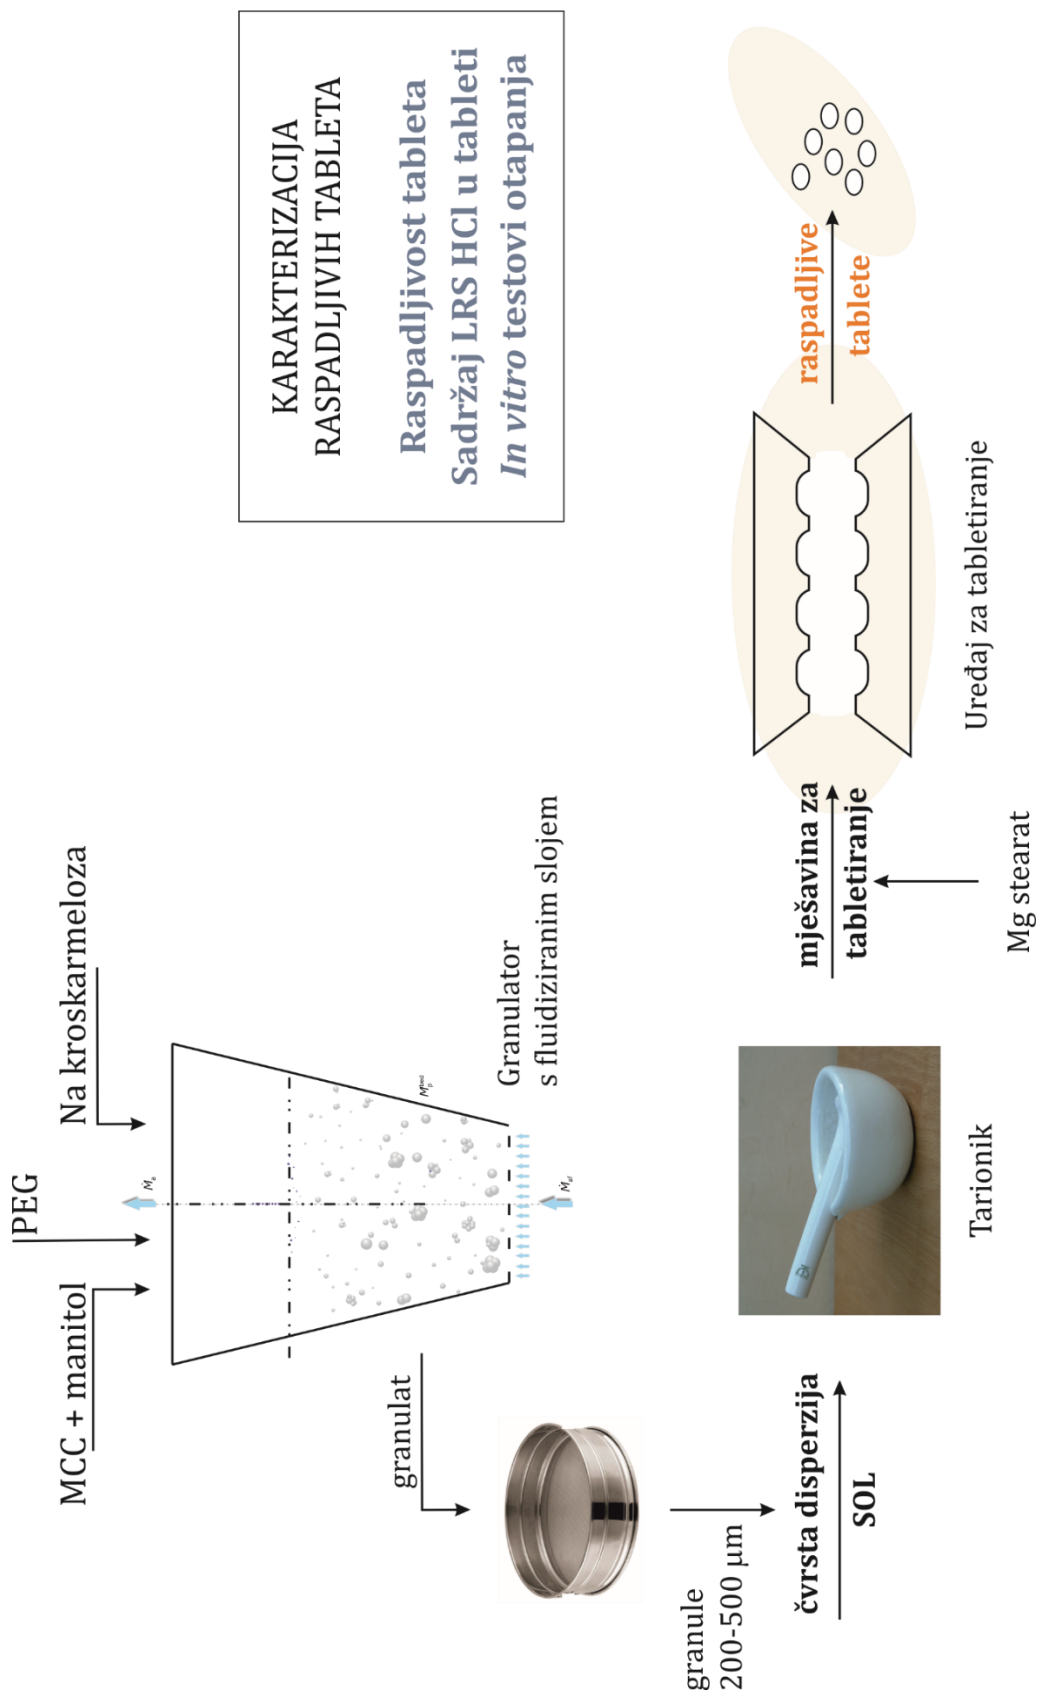 MCC + manitol
PEG
Na kroskarmeloza
Granulator
s fluidiziranim slojem
granulat
granule
200-500 µm
čvrsta disperzija
SOL
Tarionik
mješavina za
tabletiranje
Mg stearat
Uređaj za tabletiranje
raspadljive
tablete
KARAKTERIZACIJA
RASPADLJIVIH TABLETA
Raspadljivost tableta
Sadržaj LRS HCl u tableti
In vitro testovi otapanja